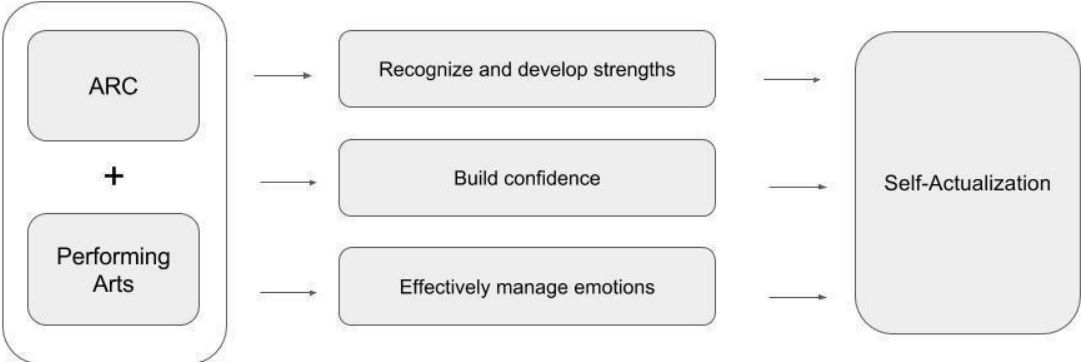 ARC
+
Performing
Arts
Recognize and develop strengths
Build confidence
Effectively manage emotions
Self-Actualization